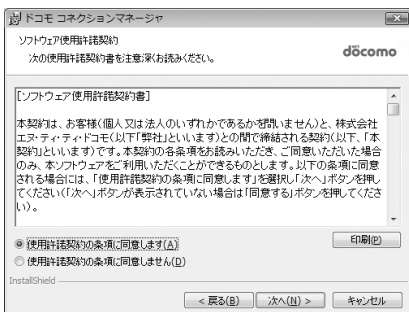 ドコモ コネクションマネージャ
ソフトウェア使用許諾契約
次の使用許諾契約書を注意深くお読みください。
döcomo
[ソフトウェア使用許諾契約書]
本契約は、お客様(個人又は法人のいずれかであるかを問いません)と、株式会社
エヌ・ティ・ティ・ドコモ(以下「弊社」といいます)との間で締結される契約(以下、「本
契約」といいます)です。本契約の各条項をお読みいただき、ご同意いただいた場合
のみ、本ソフトウェアをご利用いただくことができるものとします。以下の条項に同意
される場合には、「使用許諾契約の条項に同意します」を選択し「次へ」ボタンを押し
てください(「次へ」ボタンが表示されていない場合は「同意する」ボタンを押してくださ
い)。
使用許諾契約の条項に同意します(A)
印刷(P)
使用許諾契約の条項に同意しません(D)
InstallShield
< 戻る(B)
次へ(N) >
キャンセル